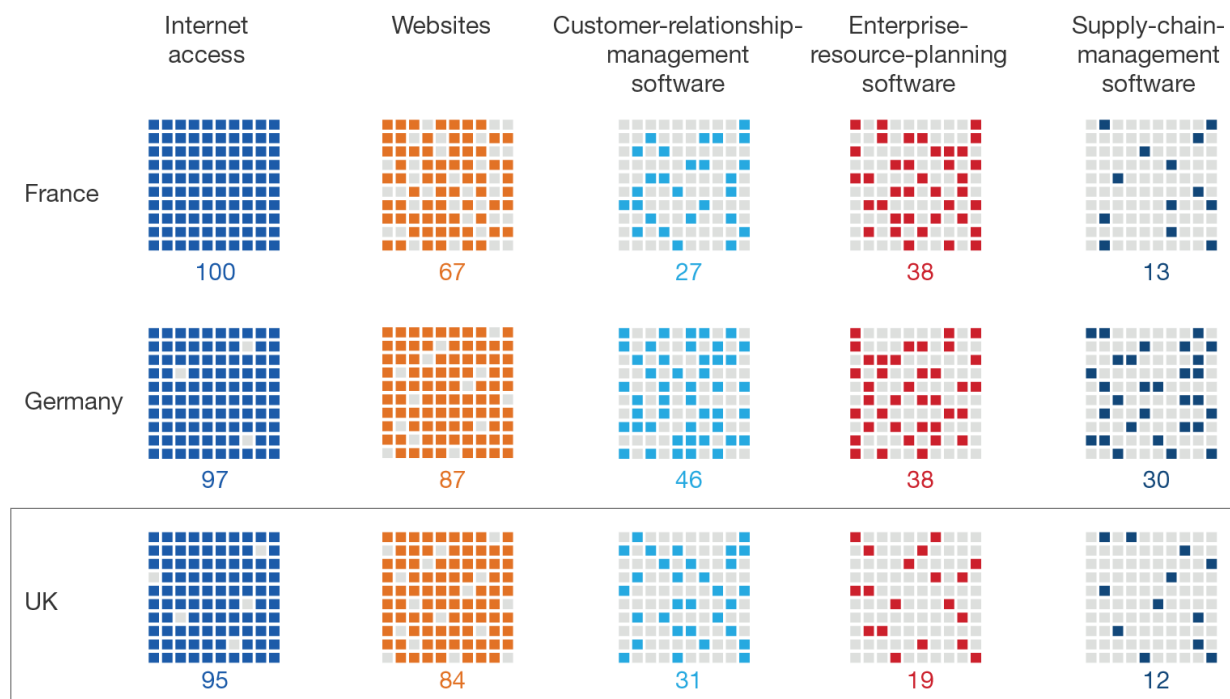 Internet
access
Websites
Customer-relationship-
management
software
Enterprise-
resource-planning
software
Supply-chain-
management
software
France
100
67
27
38
13
Germany
97
87
46
38
30
UK
95
84
31
19
12